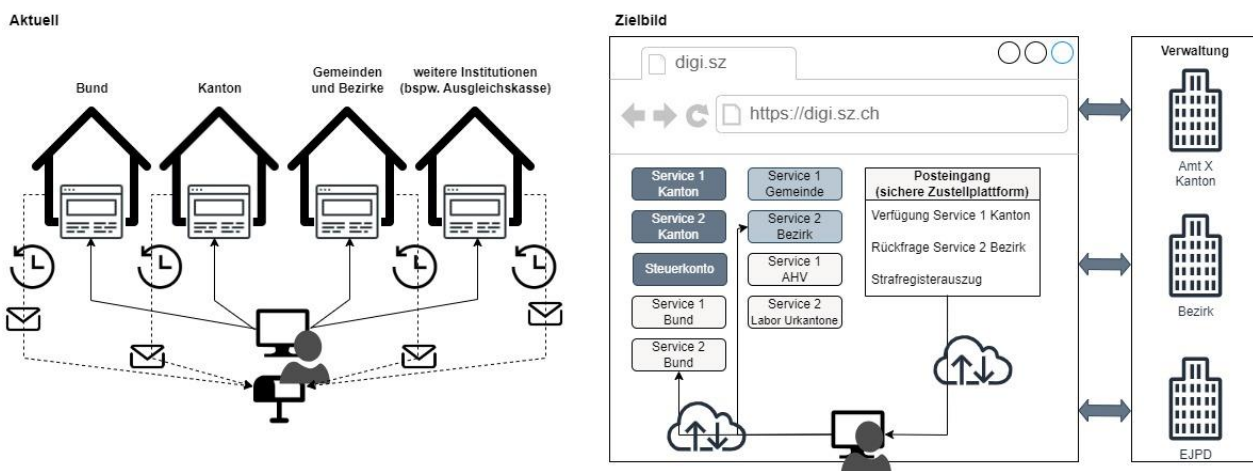 Aktuell
Bund
Kanton
Gemeinden
und Bezirke
weitere Institutionen
(bspw. Ausgleichskasse)
Zielbild
digi.sz
https://digi.sz.ch
Service 1
Kanton
Service 1
Gemeinde
Service 2
Kanton
Service 2
Bezirk
Steuerkonto
Service 1
AHV
Service 1
Bund
Service 2
Labor Urkantone
Service 2
Bund
Posteingang
(sichere Zustellplattform)
Verfügung Service 1 Kanton
Rückfrage Service 2 Bezirk
Strafregisterauszug
Verwaltung
Amt X
Kanton
Bezirk
EJPD